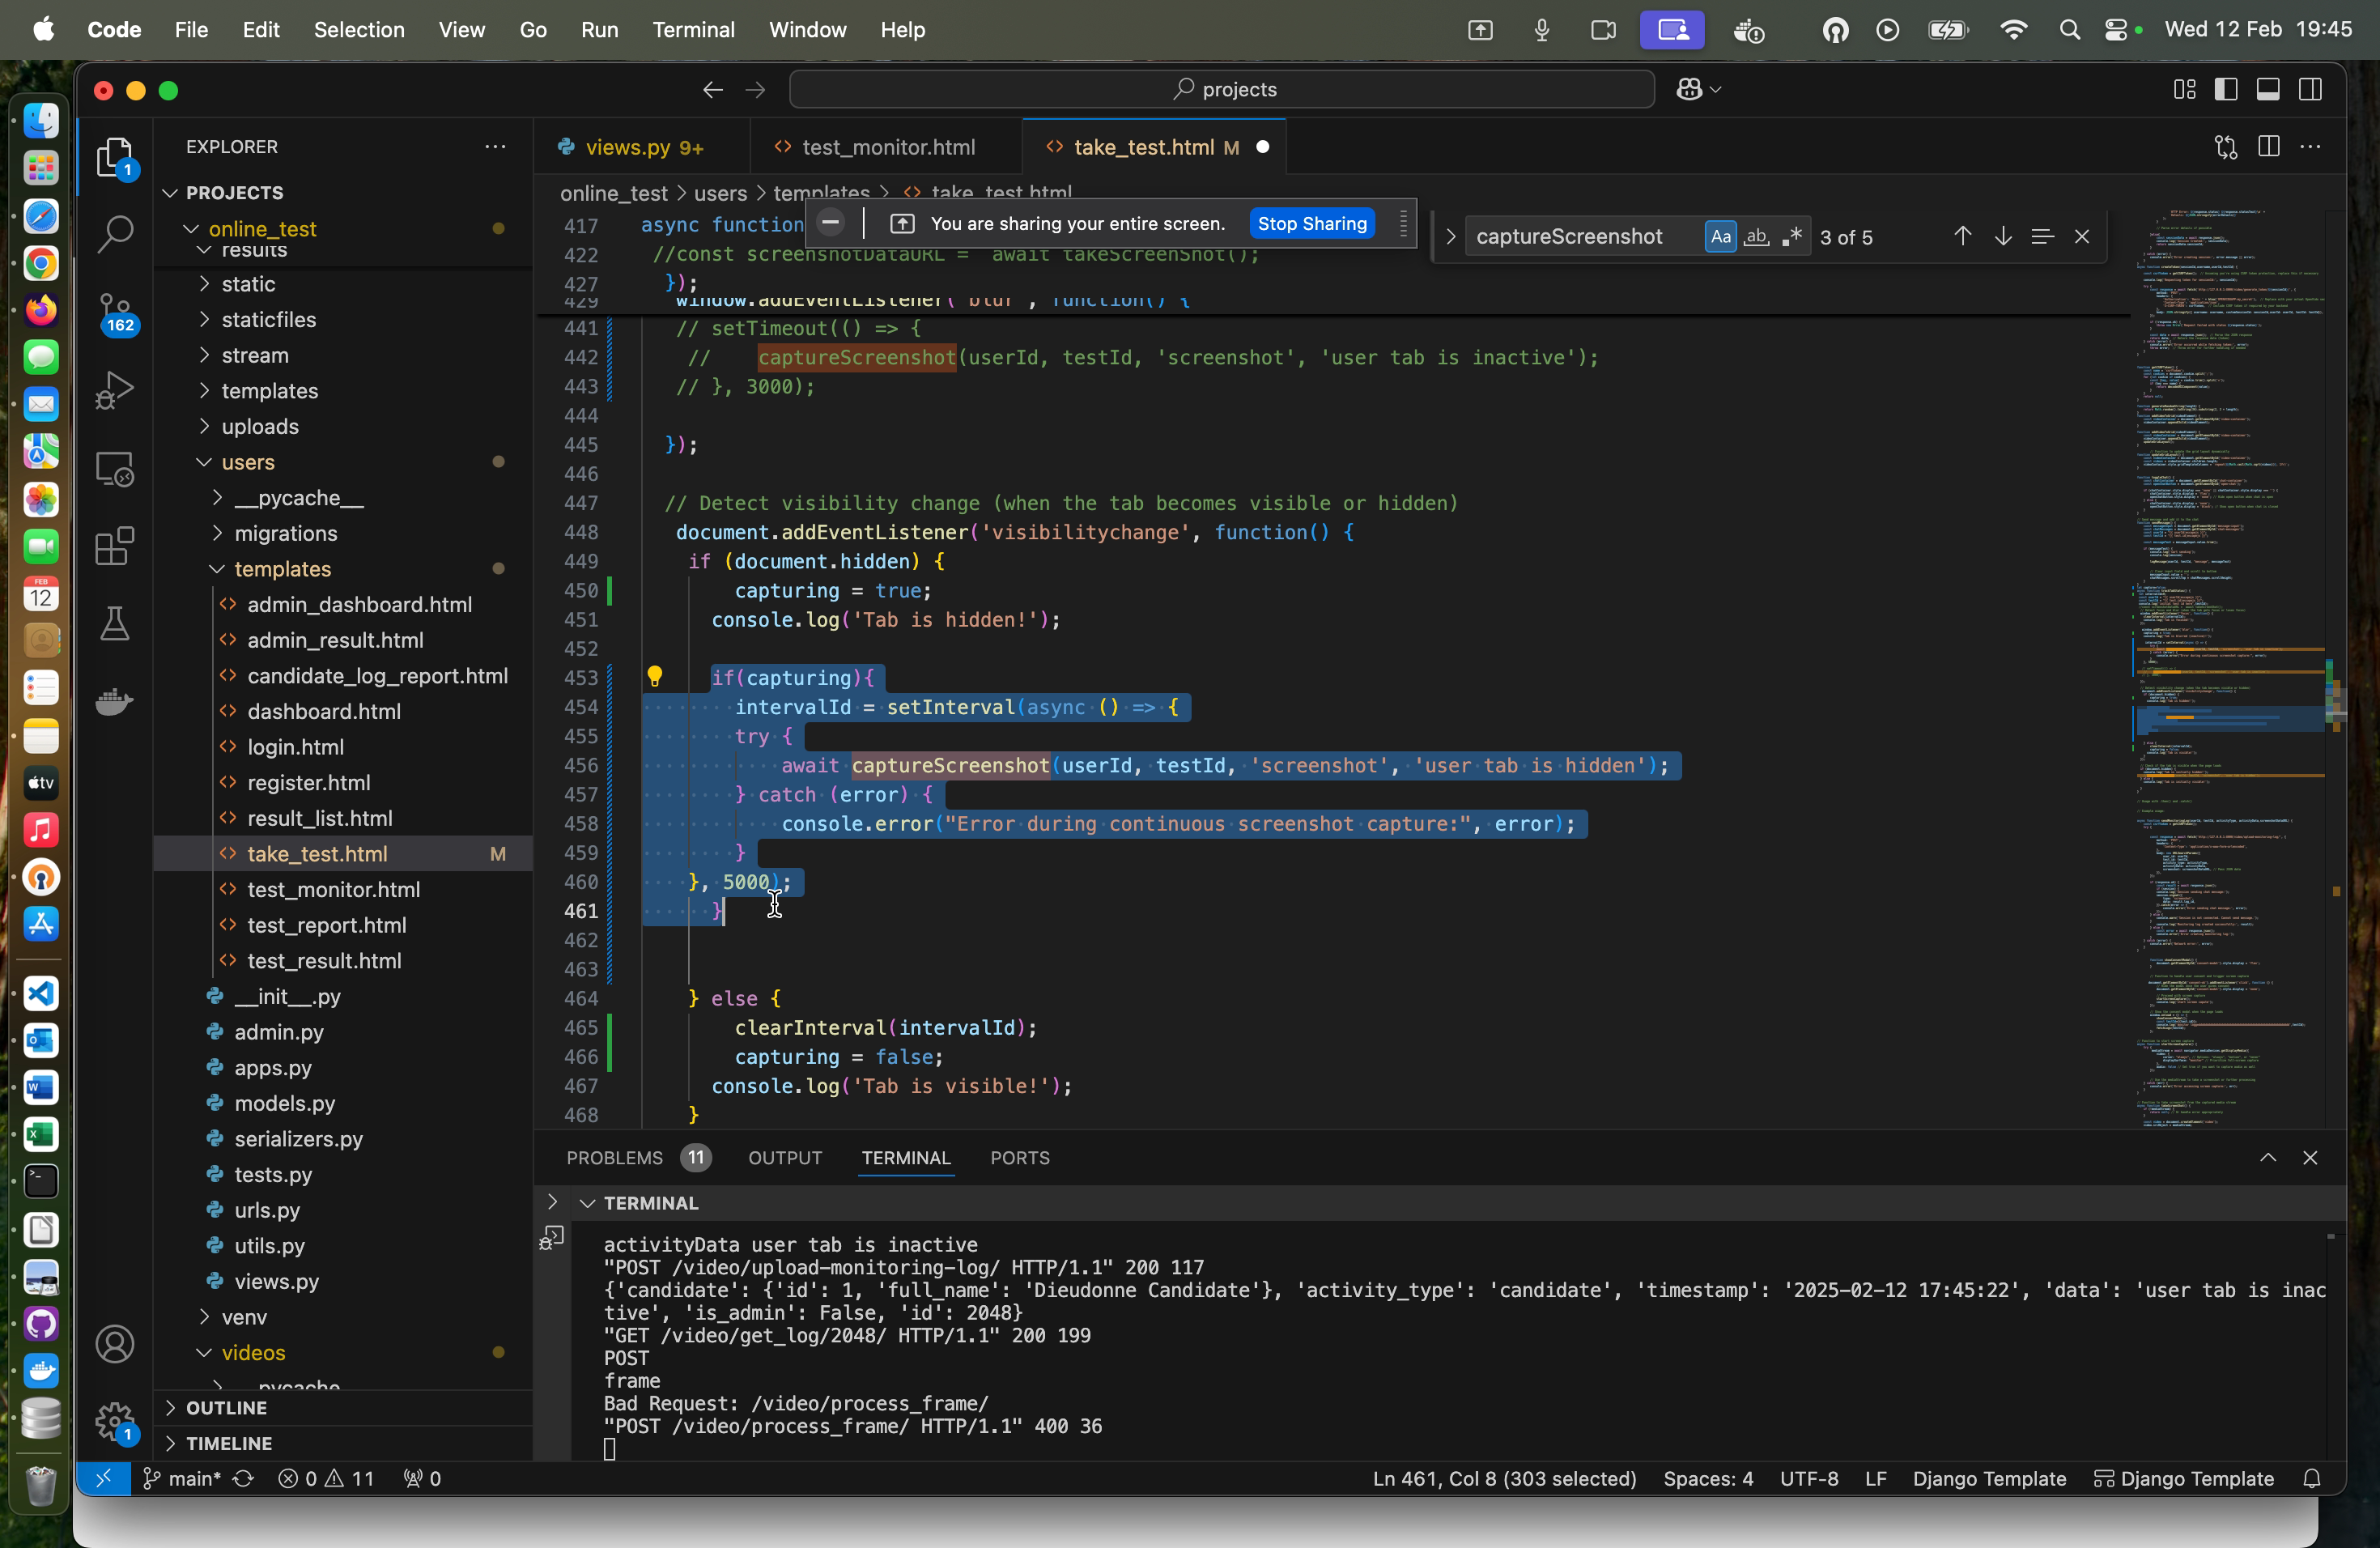 Code File Edit Selection View Go Run Terminal Window Help Wed 12 Feb 19:45
projects
EXPLORER
views.py 9+ test_monitor.html take_test.html M
PROJECTS
online_test > users > templates > <> take_test.html
You are sharing your entire screen. Stop Sharing
captureScreenshot Aa ab .* 3 of 5
online_test
results
static
staticfiles
stream
templates
uploads
users
__pycache__
migrations
templates
<> admin_dashboard.html
<> admin_result.html
<> candidate_log_report.html
<> dashboard.html
<> login.html
<> register.html
<> result_list.html
<> take_test.html M
<> test_monitor.html
<> test_report.html
<> test_result.html
__init__.py
admin.py
apps.py
models.py
serializers.py
tests.py
urls.py
utils.py
views.py
venv
videos
pycache
OUTLINE
TIMELINE
1
162
FEB
12
tv
1
417 async function
422 //const screenshotDataURL = await takeScreenShot();
427 });
429 window.addEventListener('blur', function() {
441 // setTimeout(() => {
442 // captureScreenshot(userId, testId, 'screenshot', 'user tab is inactive');
443 // }, 3000);
444
445 });
446
447 // Detect visibility change (when the tab becomes visible or hidden)
448 document.addEventListener('visibilitychange', function() {
449 if (document.hidden) {
450 capturing = true;
451 console.log('Tab is hidden!');
452
453 if(capturing){
454 intervalId = setInterval(async () => {
455 try {
456 await captureScreenshot(userId, testId, 'screenshot', 'user tab is hidden');
457 } catch (error) {
458 console.error("Error during continuous screenshot capture:", error);
459 }
460 }, 5000);
461 }
462
463
464 } else {
465 clearInterval(intervalId);
466 capturing = false;
467 console.log('Tab is visible!');
468 }
PROBLEMS 11 OUTPUT TERMINAL PORTS
TERMINAL
activityData user tab is inactive
"POST /video/upload-monitoring-log/ HTTP/1.1" 200 117
{'candidate': {'id': 1, 'full_name': 'Dieudonne Candidate'}, 'activity_type': 'candidate', 'timestamp': '2025-02-12 17:45:22', 'data': 'user tab is inac
tive', 'is_admin': False, 'id': 2048}
"GET /video/get_log/2048/ HTTP/1.1" 200 199
POST
frame
Bad Request: /video/process_frame/
"POST /video/process_frame/ HTTP/1.1" 400 36
main* 0 11 0 Ln 461, Col 8 (303 selected) Spaces: 4 UTF-8 LF Django Template Django Template